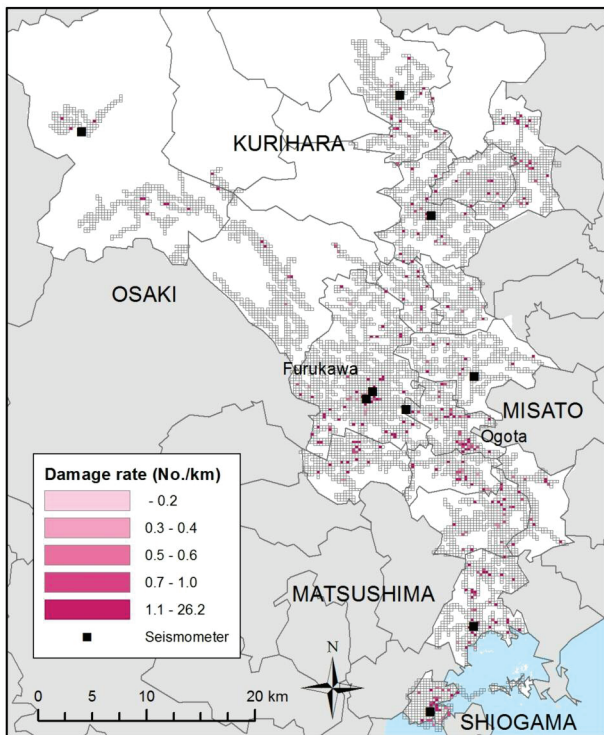 KURIHARA
OSAKI
Furukawa
MISATO
Ogota
Damage rate (No./km)
- 0.2
0.3 - 0.4
0.5 - 0.6
0.7 - 1.0
1.1 - 26.2
Seismometer
MATSUSHIMA
N
0 5 10 20 km
SHIOGAMA